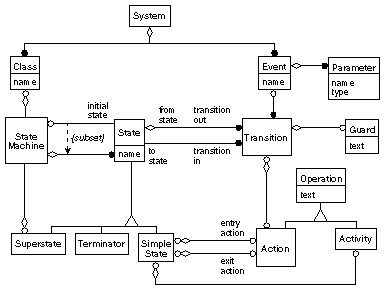 System
Class
name
Event
name
Parameter
name
type
initial
state
from
state
transition
out
State
Machine
{subset}
State
name
to
state
transition
in
Transition
Guard
text
Operation
text
Superstate
Terminator
Simple
State
entry
action
exit
action
Action
Activity